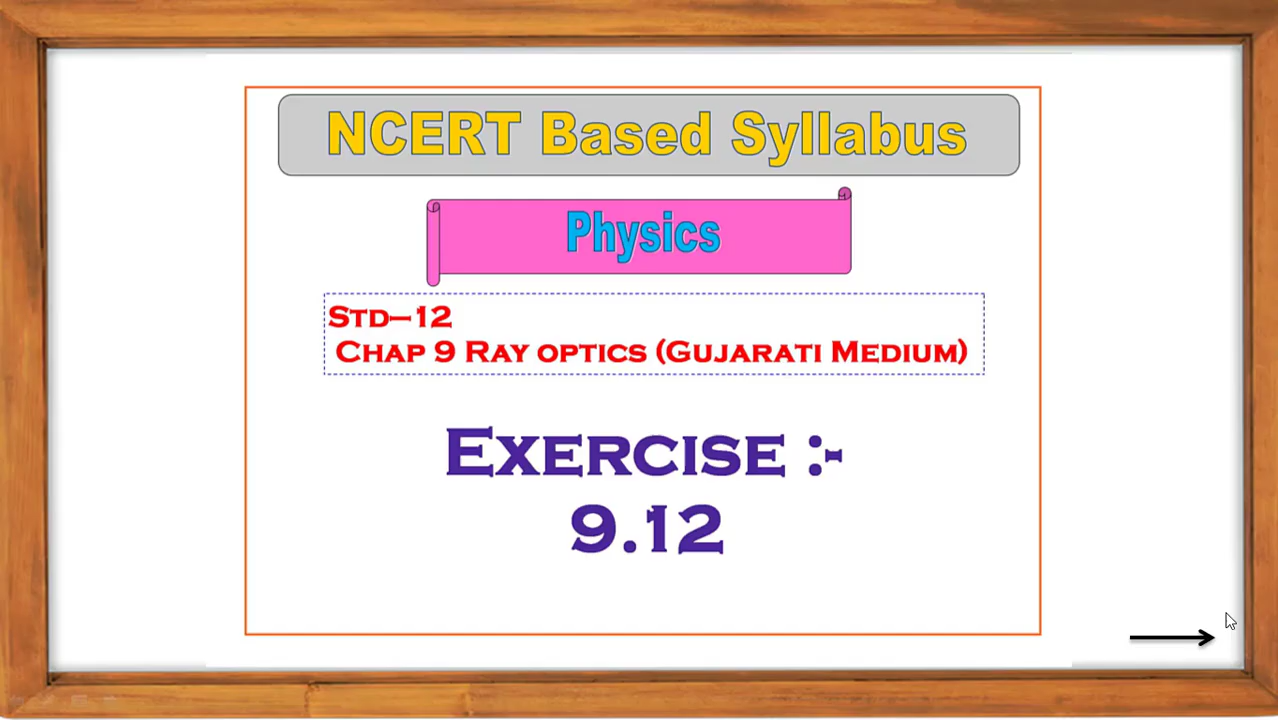 NCERT Based Syllabus
Physics
Std–12
Chap 9 Ray optics (Gujarati Medium)
Exercise :-
9.12